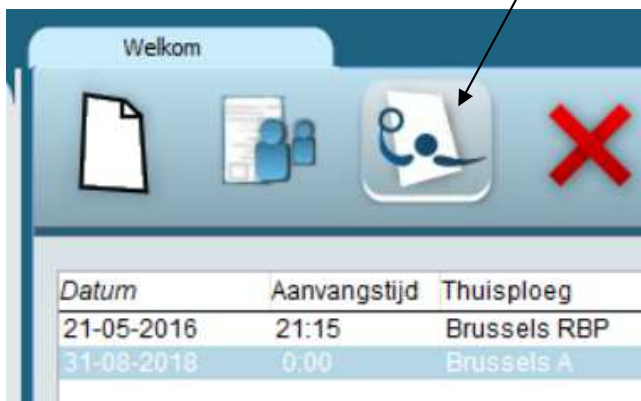 Welkom
Datum Aanvangstijd Thuisploeg
21-05-2016 21:15 Brussels RBP
31-08-2018 0:00 Brussels A